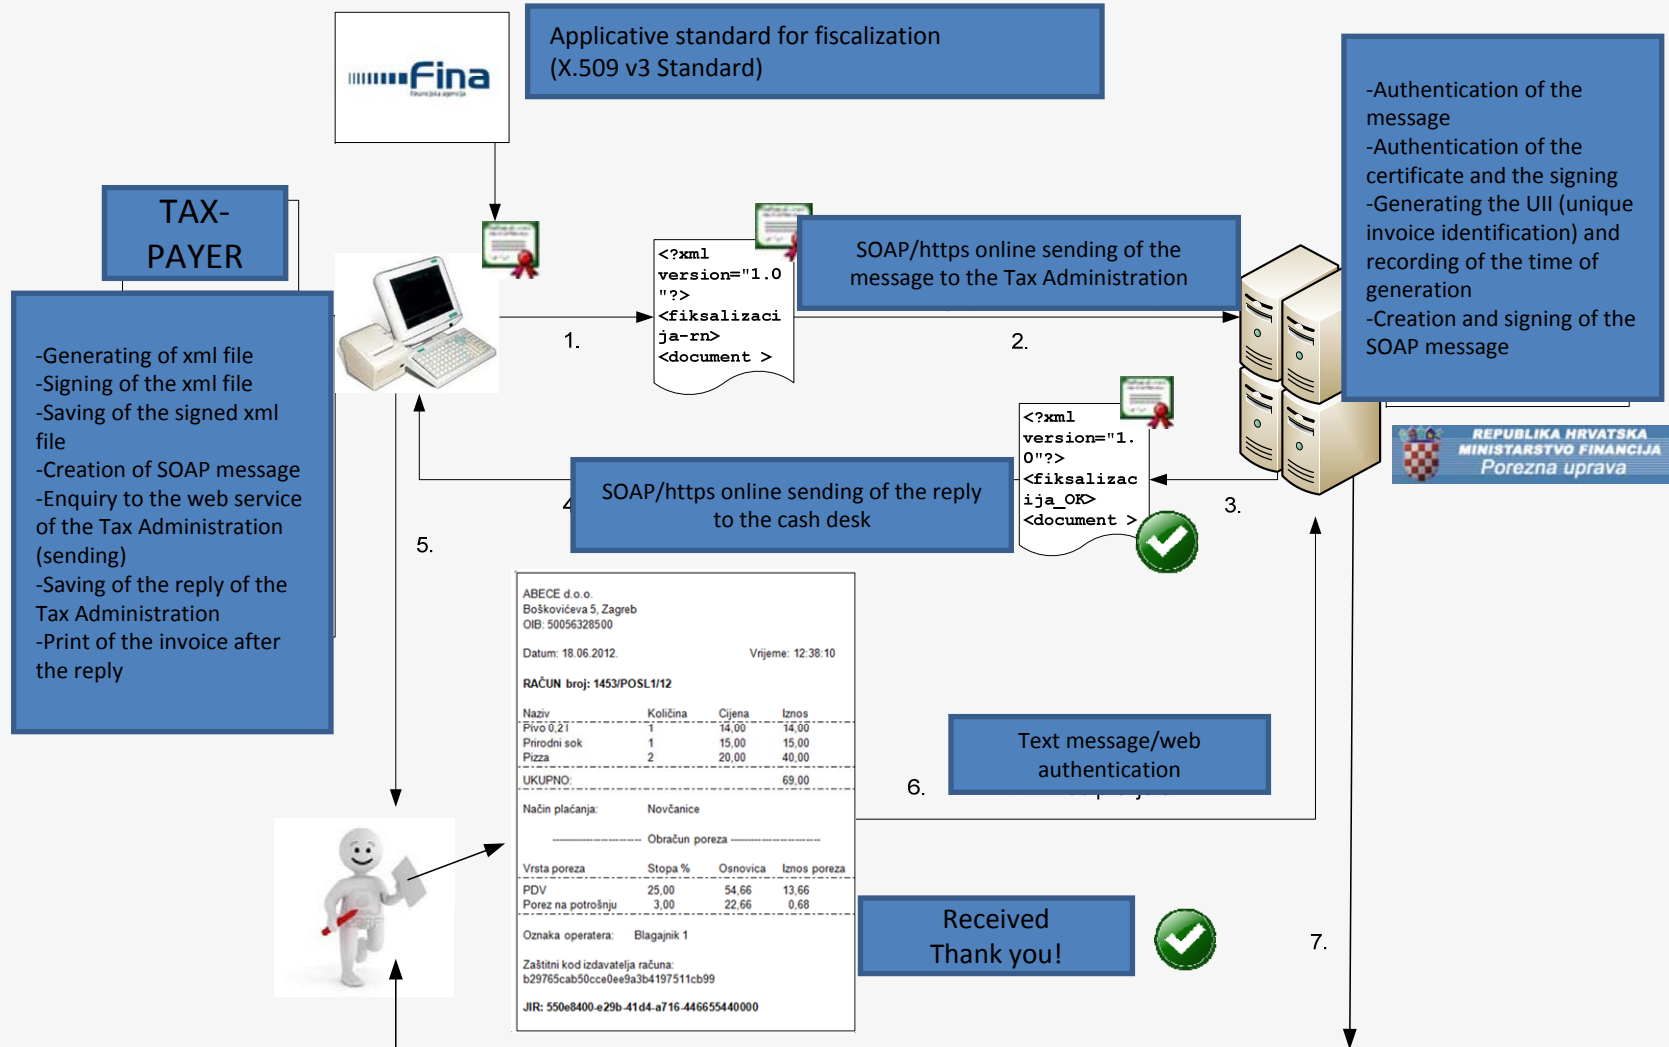 Fina
financijska agencija
Applicative standard for fiscalization
(X.509 v3 Standard)
-Authentication of the
message
-Authentication of the
certificate and the signing
-Generating the UII (unique
invoice identification) and
recording of the time of
generation
-Creation and signing of the
SOAP message
TAX-
PAYER
-Generating of xml file
-Signing of the xml file
-Saving of the signed xml
file
-Creation of SOAP message
-Enquiry to the web service
of the Tax Administration
(sending)
-Saving of the reply of the
Tax Administration
-Print of the invoice after
the reply
1.
<?xml
version="1.0
"?>
<fiksalizaci
ja-rn>
<document >
SOAP/https online sending of the
message to the Tax Administration
2.
REPUBLIKA HRVATSKA
MINISTARSTVO FINANCIJA
Porezna uprava
<?xml
version="1.
0"?>
<fiksalizac
ija_OK>
<document >
3.
SOAP/https online sending of the reply
to the cash desk
5.
ABECE d.o.o.
Boškovićeva 5, Zagreb
OIB: 50056328500
Datum: 18.06.2012. Vrijeme: 12:38:10
RAČUN broj: 1453/POSL1/12
Naziv Količina Cijena Iznos
Pivo 0,2 l 1 14,00 14,00
Prirodni sok 1 15,00 15,00
Pizza 2 20,00 40,00
UKUPNO: 69,00
Način plaćanja: Novčanice
Obračun poreza
Vrsta poreza Stopa % Osnovica Iznos poreza
PDV 25,00 54,66 13,66
Porez na potrošnju 3,00 22,66 0,68
Oznaka operatera: Blagajnik 1
Zaštitni kod izdavatelja računa:
b29765cab50cce0ee9a3b4197511cb99
JIR: 550e8400-e29b-41d4-a716-446655440000
6.
Text message/web
authentication
Received
Thank you!
7.